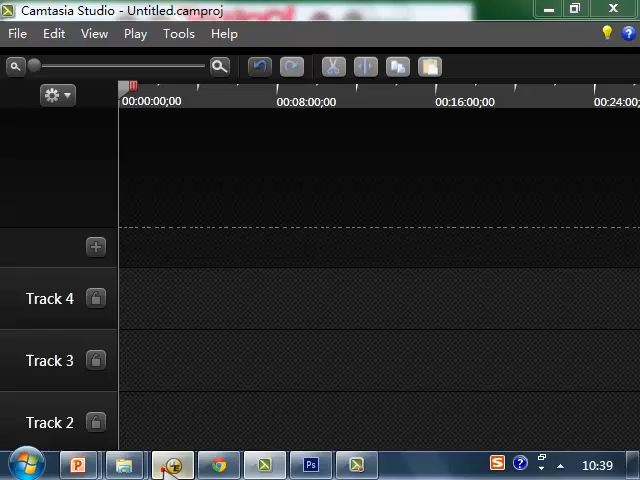 Camtasia Studio - Untitled.camproj
File Edit View Play Tools Help
00:00:00;00 00:08:00;00 00:16:00;00 00:24:00;
Track 4
Track 3
Track 2
10:39